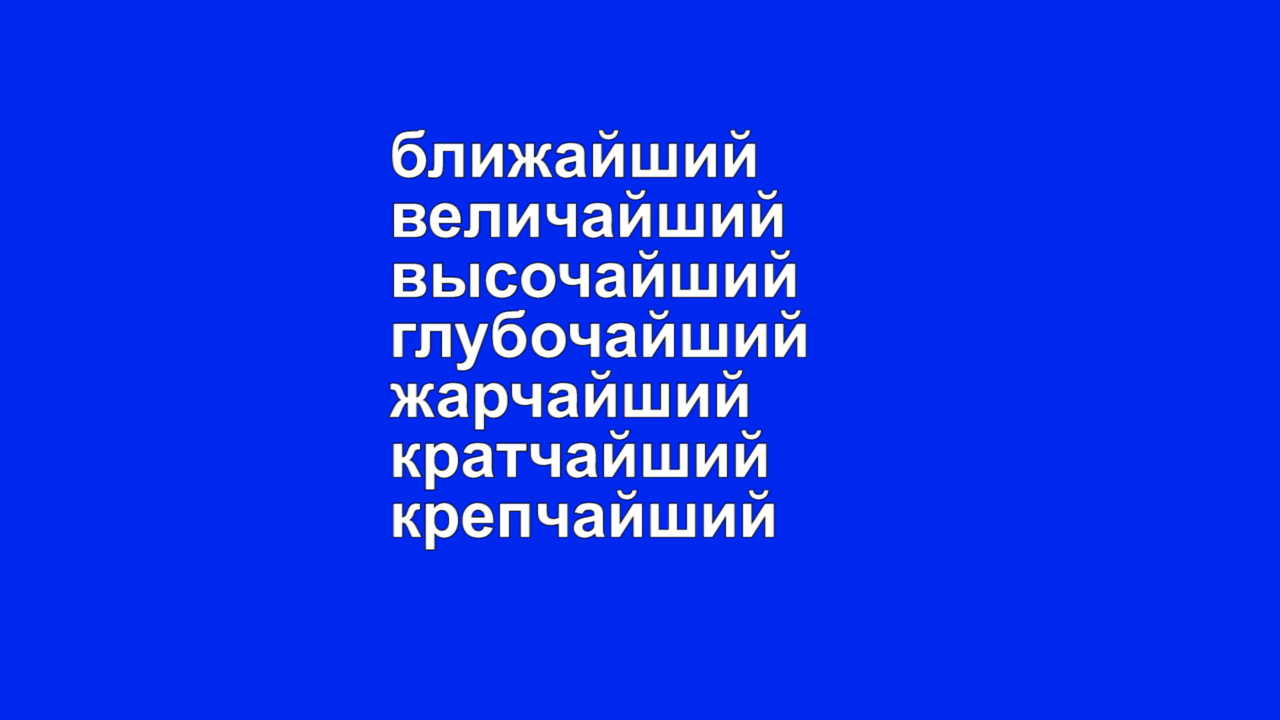 ближайший
величайший
высочайший
глубочайший
жарчайший
кратчайший
крепчайший